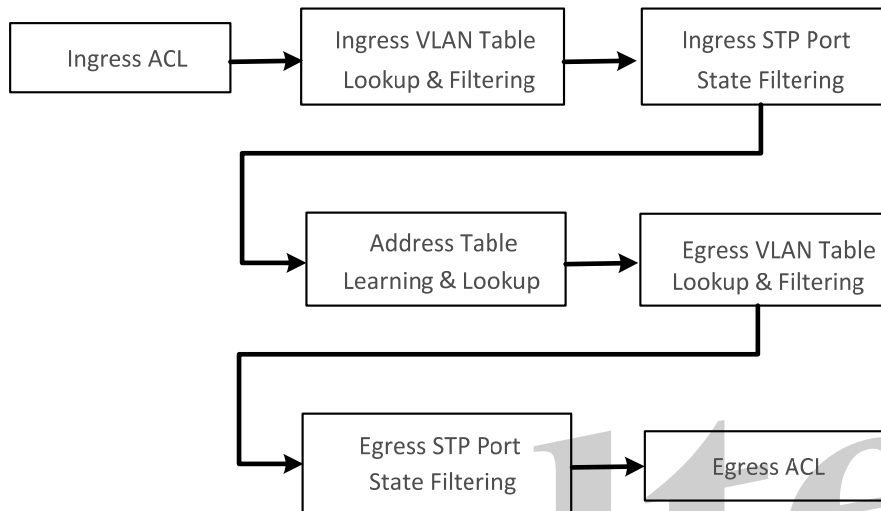 Ingress ACL
Ingress VLAN Table
Lookup & Filtering
Ingress STP Port
State Filtering
Address Table
Learning & Lookup
Egress VLAN Table
Lookup & Filtering
Egress STP Port
State Filtering
Egress ACL